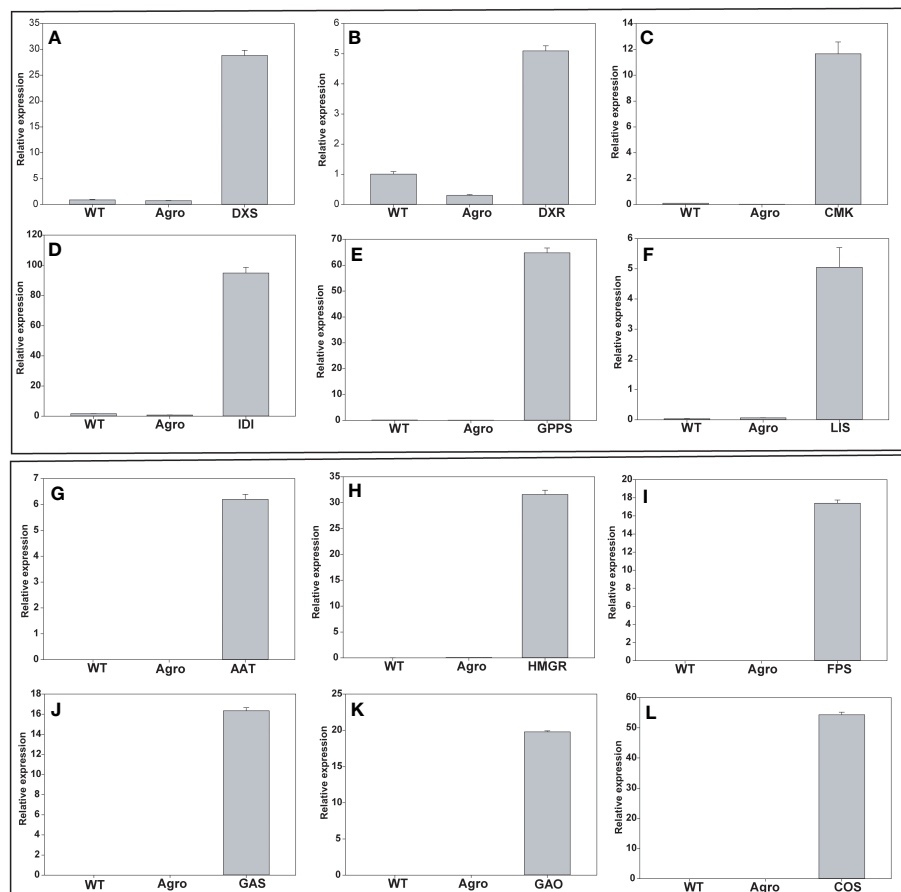 A
Relative expression
35
30
25
20
15
10
5
0
WT Agro DXS
B
Relative expression
6
5
4
3
2
1
0
WT Agro DXR
C
Relative expression
14
12
10
8
6
4
2
0
WT Agro CMK
D
Relative expression
120
100
80
60
40
20
0
WT Agro IDI
E
Relative expression
70
60
50
40
30
20
10
0
WT Agro GPPS
F
Relative expression
6
5
4
3
2
1
0
WT Agro LIS
G
Relative expression
7
6
5
4
3
2
1
0
WT Agro AAT
H
Relative expression
35
30
25
20
15
10
5
0
WT Agro HMGR
I
Relative expression
20
18
16
14
12
10
8
6
4
2
0
WT Agro FPS
J
Relative expression
18
16
14
12
10
8
6
4
2
0
WT Agro GAS
K
Relative expression
25
20
15
10
5
0
WT Agro GAO
L
Relative expression
60
50
40
30
20
10
0
WT Agro COS